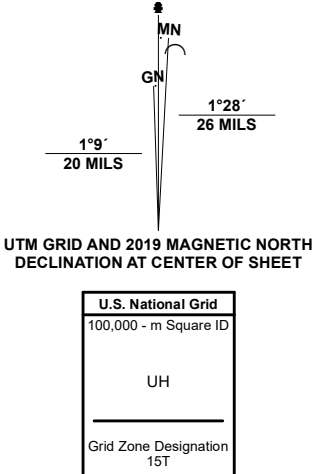 MN
GN
1°28´
26 MILS
1°9´
20 MILS
UTM GRID AND 2019 MAGNETIC NORTH
DECLINATION AT CENTER OF SHEET
U.S. National Grid
100,000 - m Square ID
UH
Grid Zone Designation
15T